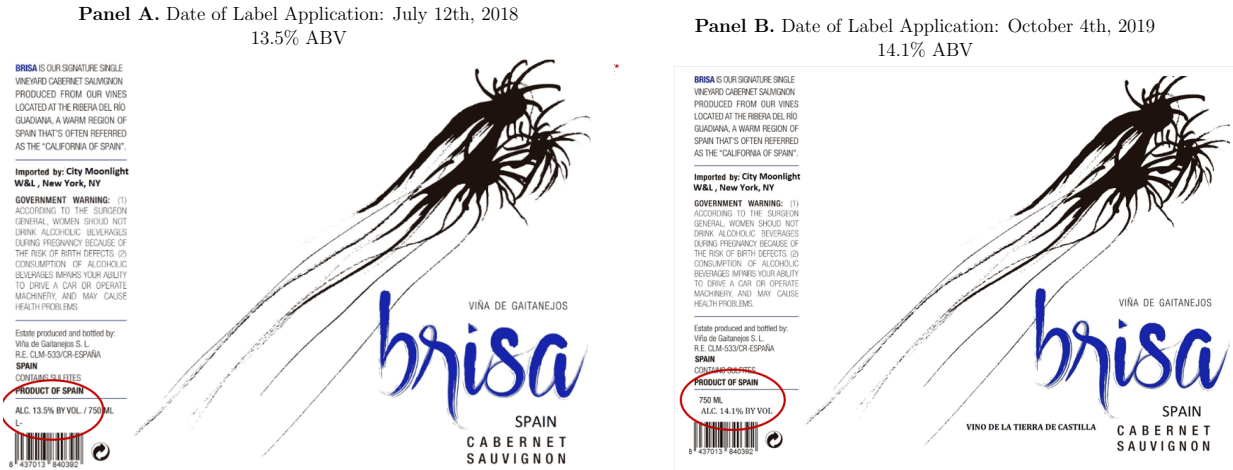 Panel A. Date of Label Application: July 12th, 2018
13.5% ABV
BRISA IS OUR SIGNATURE SINGLE
VINEYARD CABERNET SAUVIGNON
PRODUCED FROM OUR VINES
LOCATED AT THE RIBERA DEL RÍO
GUADIANA, A WARM REGION OF
SPAIN THAT'S OFTEN REFERRED
AS THE "CALIFORNIA OF SPAIN".
Imported by: City Moonlight
W&L , New York, NY
GOVERNMENT WARNING: (1)
ACCORDING TO THE SURGEON
GENERAL, WOMEN SHOUD NOT
DRINK ALCOHOLIC BEVERAGES
DURING PREGNANCY BECAUSE OF
THE RISK OF BIRTH DEFECTS. (2)
CONSUMPTION OF ALCOHOLIC
BEVERAGES IMPAIRS YOUR ABILITY
TO DRIVE A CAR OR OPERATE
MACHINERY, AND MAY CAUSE
HEALTH PROBLEMS.
Estate produced and bottled by:
Viña de Gaitanejos S. L.
R.E. CLM-533/CR-ESPAÑA
SPAIN
CONTAINS SULFITES
PRODUCT OF SPAIN
ALC. 13.5% BY VOL. / 750 ML
L-
8 437013 840392
VIÑA DE GAITANEJOS
brisa
SPAIN
CABERNET
SAUVIGNON
Panel B. Date of Label Application: October 4th, 2019
14.1% ABV
BRISA IS OUR SIGNATURE SINGLE
VINEYARD CABERNET SAUVIGNON
PRODUCED FROM OUR VINES
LOCATED AT THE RIBERA DEL RÍO
GUADIANA, A WARM REGION OF
SPAIN THAT'S OFTEN REFERRED
AS THE "CALIFORNIA OF SPAIN".
Imported by: City Moonlight
W&L , New York, NY
GOVERNMENT WARNING: (1)
ACCORDING TO THE SURGEON
GENERAL, WOMEN SHOUD NOT
DRINK ALCOHOLIC BEVERAGES
DURING PREGNANCY BECAUSE OF
THE RISK OF BIRTH DEFECTS. (2)
CONSUMPTION OF ALCOHOLIC
BEVERAGES IMPAIRS YOUR ABILITY
TO DRIVE A CAR OR OPERATE
MACHINERY, AND MAY CAUSE
HEALTH PROBLEMS.
Estate produced and bottled by:
Viña de Gaitanejos S. L.
R.E. CLM-533/CR-ESPAÑA
SPAIN
CONTAINS SULFITES
PRODUCT OF SPAIN
750 ML
ALC. 14.1% BY VOL
8 437013 840392
VIÑA DE GAITANEJOS
brisa
SPAIN
VINO DE LA TIERRA DE CASTILLA
CABERNET
SAUVIGNON